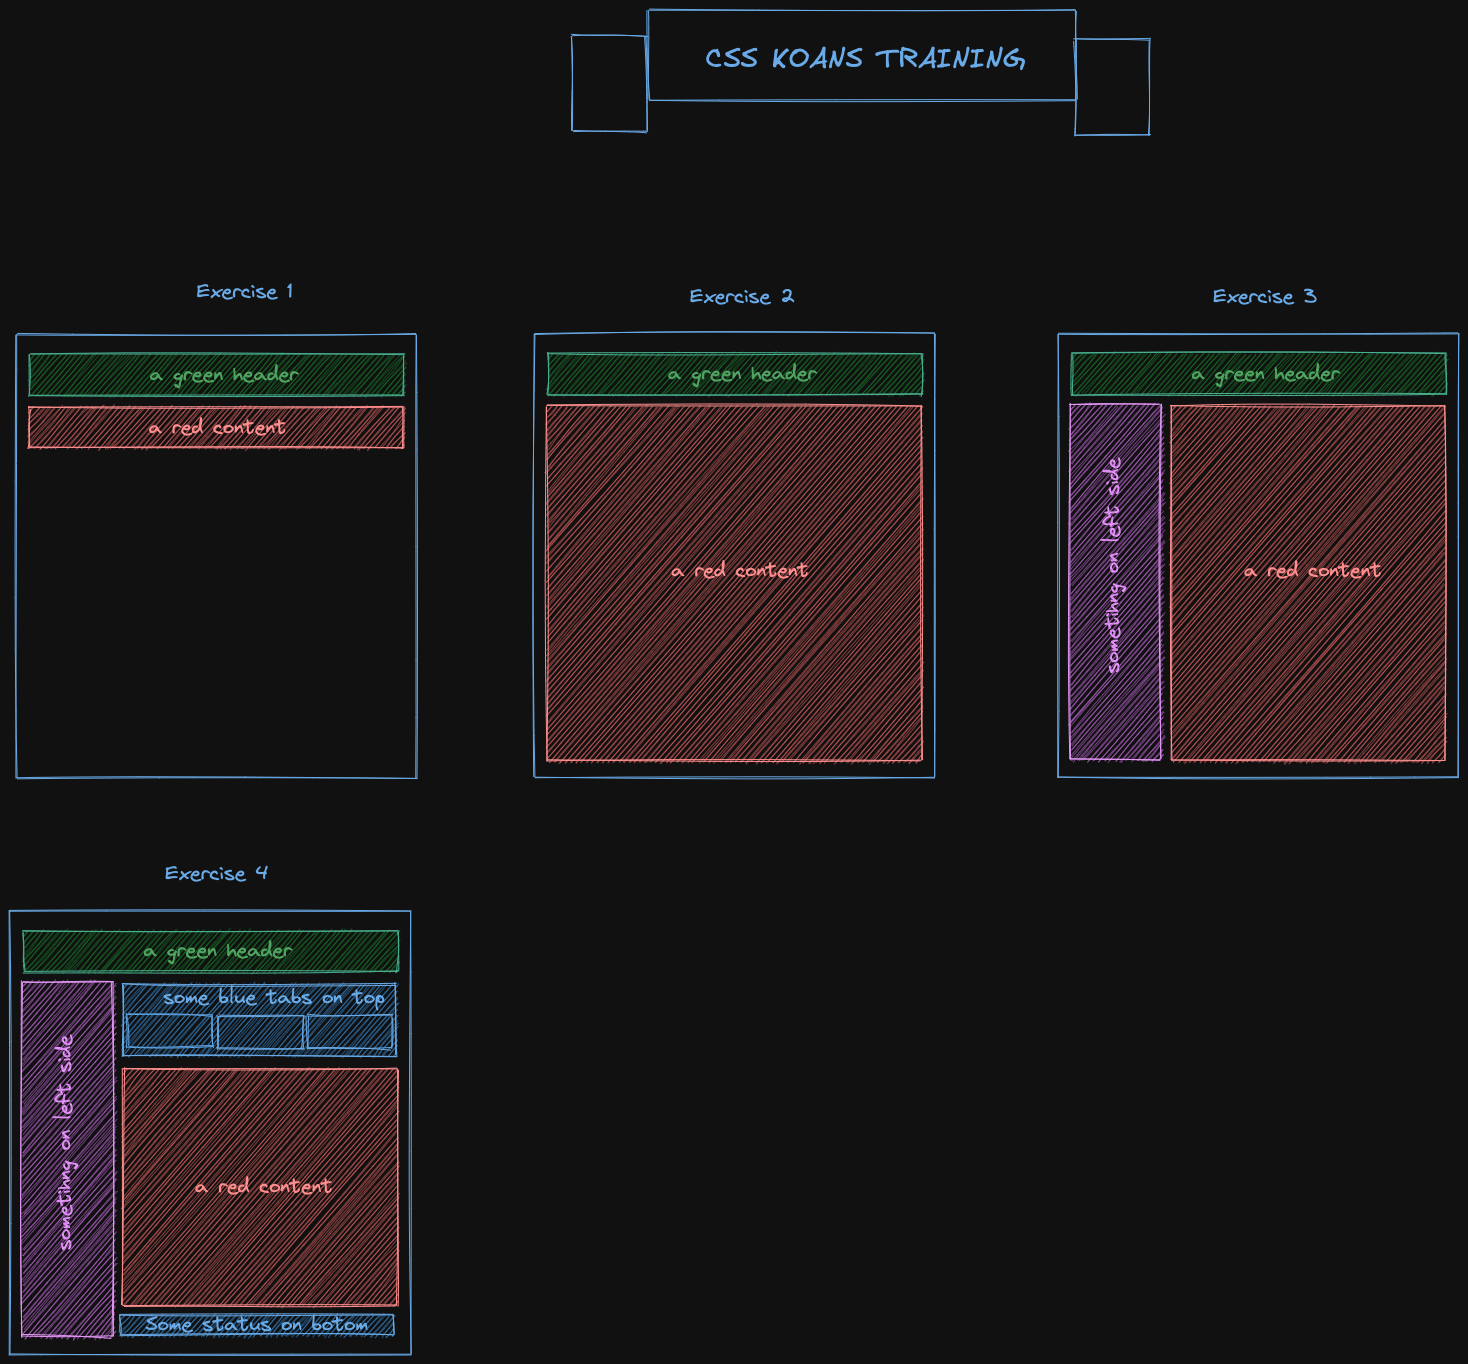 CSS KOANS TRAINING
Exercise 1
Exercise 2
Exercise 3
a green header
a red content
a green header
a red content
a green header
sometihng on left side
a red content
Exercise 4
a green header
sometihng on left side
some blue tabs on top
a red content
Some status on botom